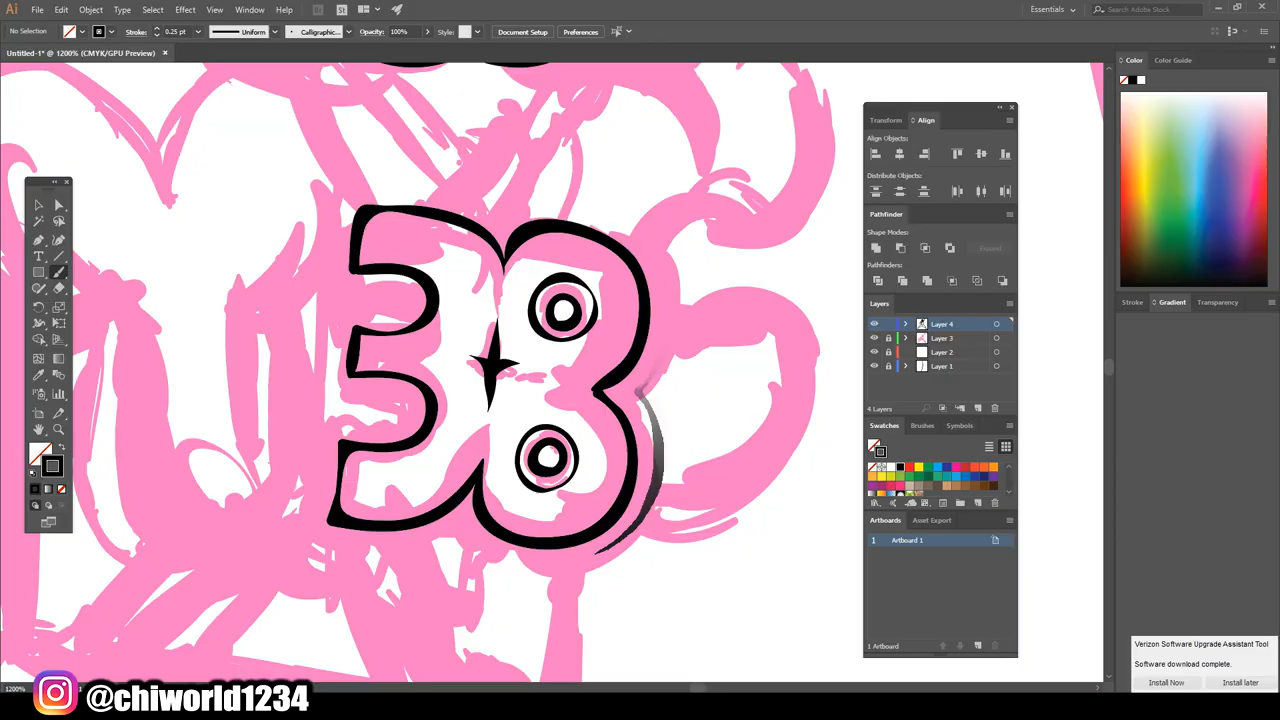 Ai File Edit Object Type Select Effect View Window Help Br St Essentials Search Adobe Stock
No Selection Stroke: 0.25 pt Uniform Calligraphic... Opacity: 100% Style: Document Setup Preferences
Untitled-1* @ 1200% (CMYK/GPU Preview)
Color Color Guide
Transform Align
Align Objects:
Distribute Objects:
Pathfinder
Shape Modes:
Expand
Pathfinders:
Layers
Layer 4
Layer 3
Layer 2
Layer 1
4 Layers
Stroke Gradient Transparency
Swatches Brushes Symbols
Artboards Asset Export
1 Artboard 1
1 Artboard
38
Verizon Software Upgrade Assistant Tool
Software download complete.
Install Now Install later
1200%
@chiworld1234